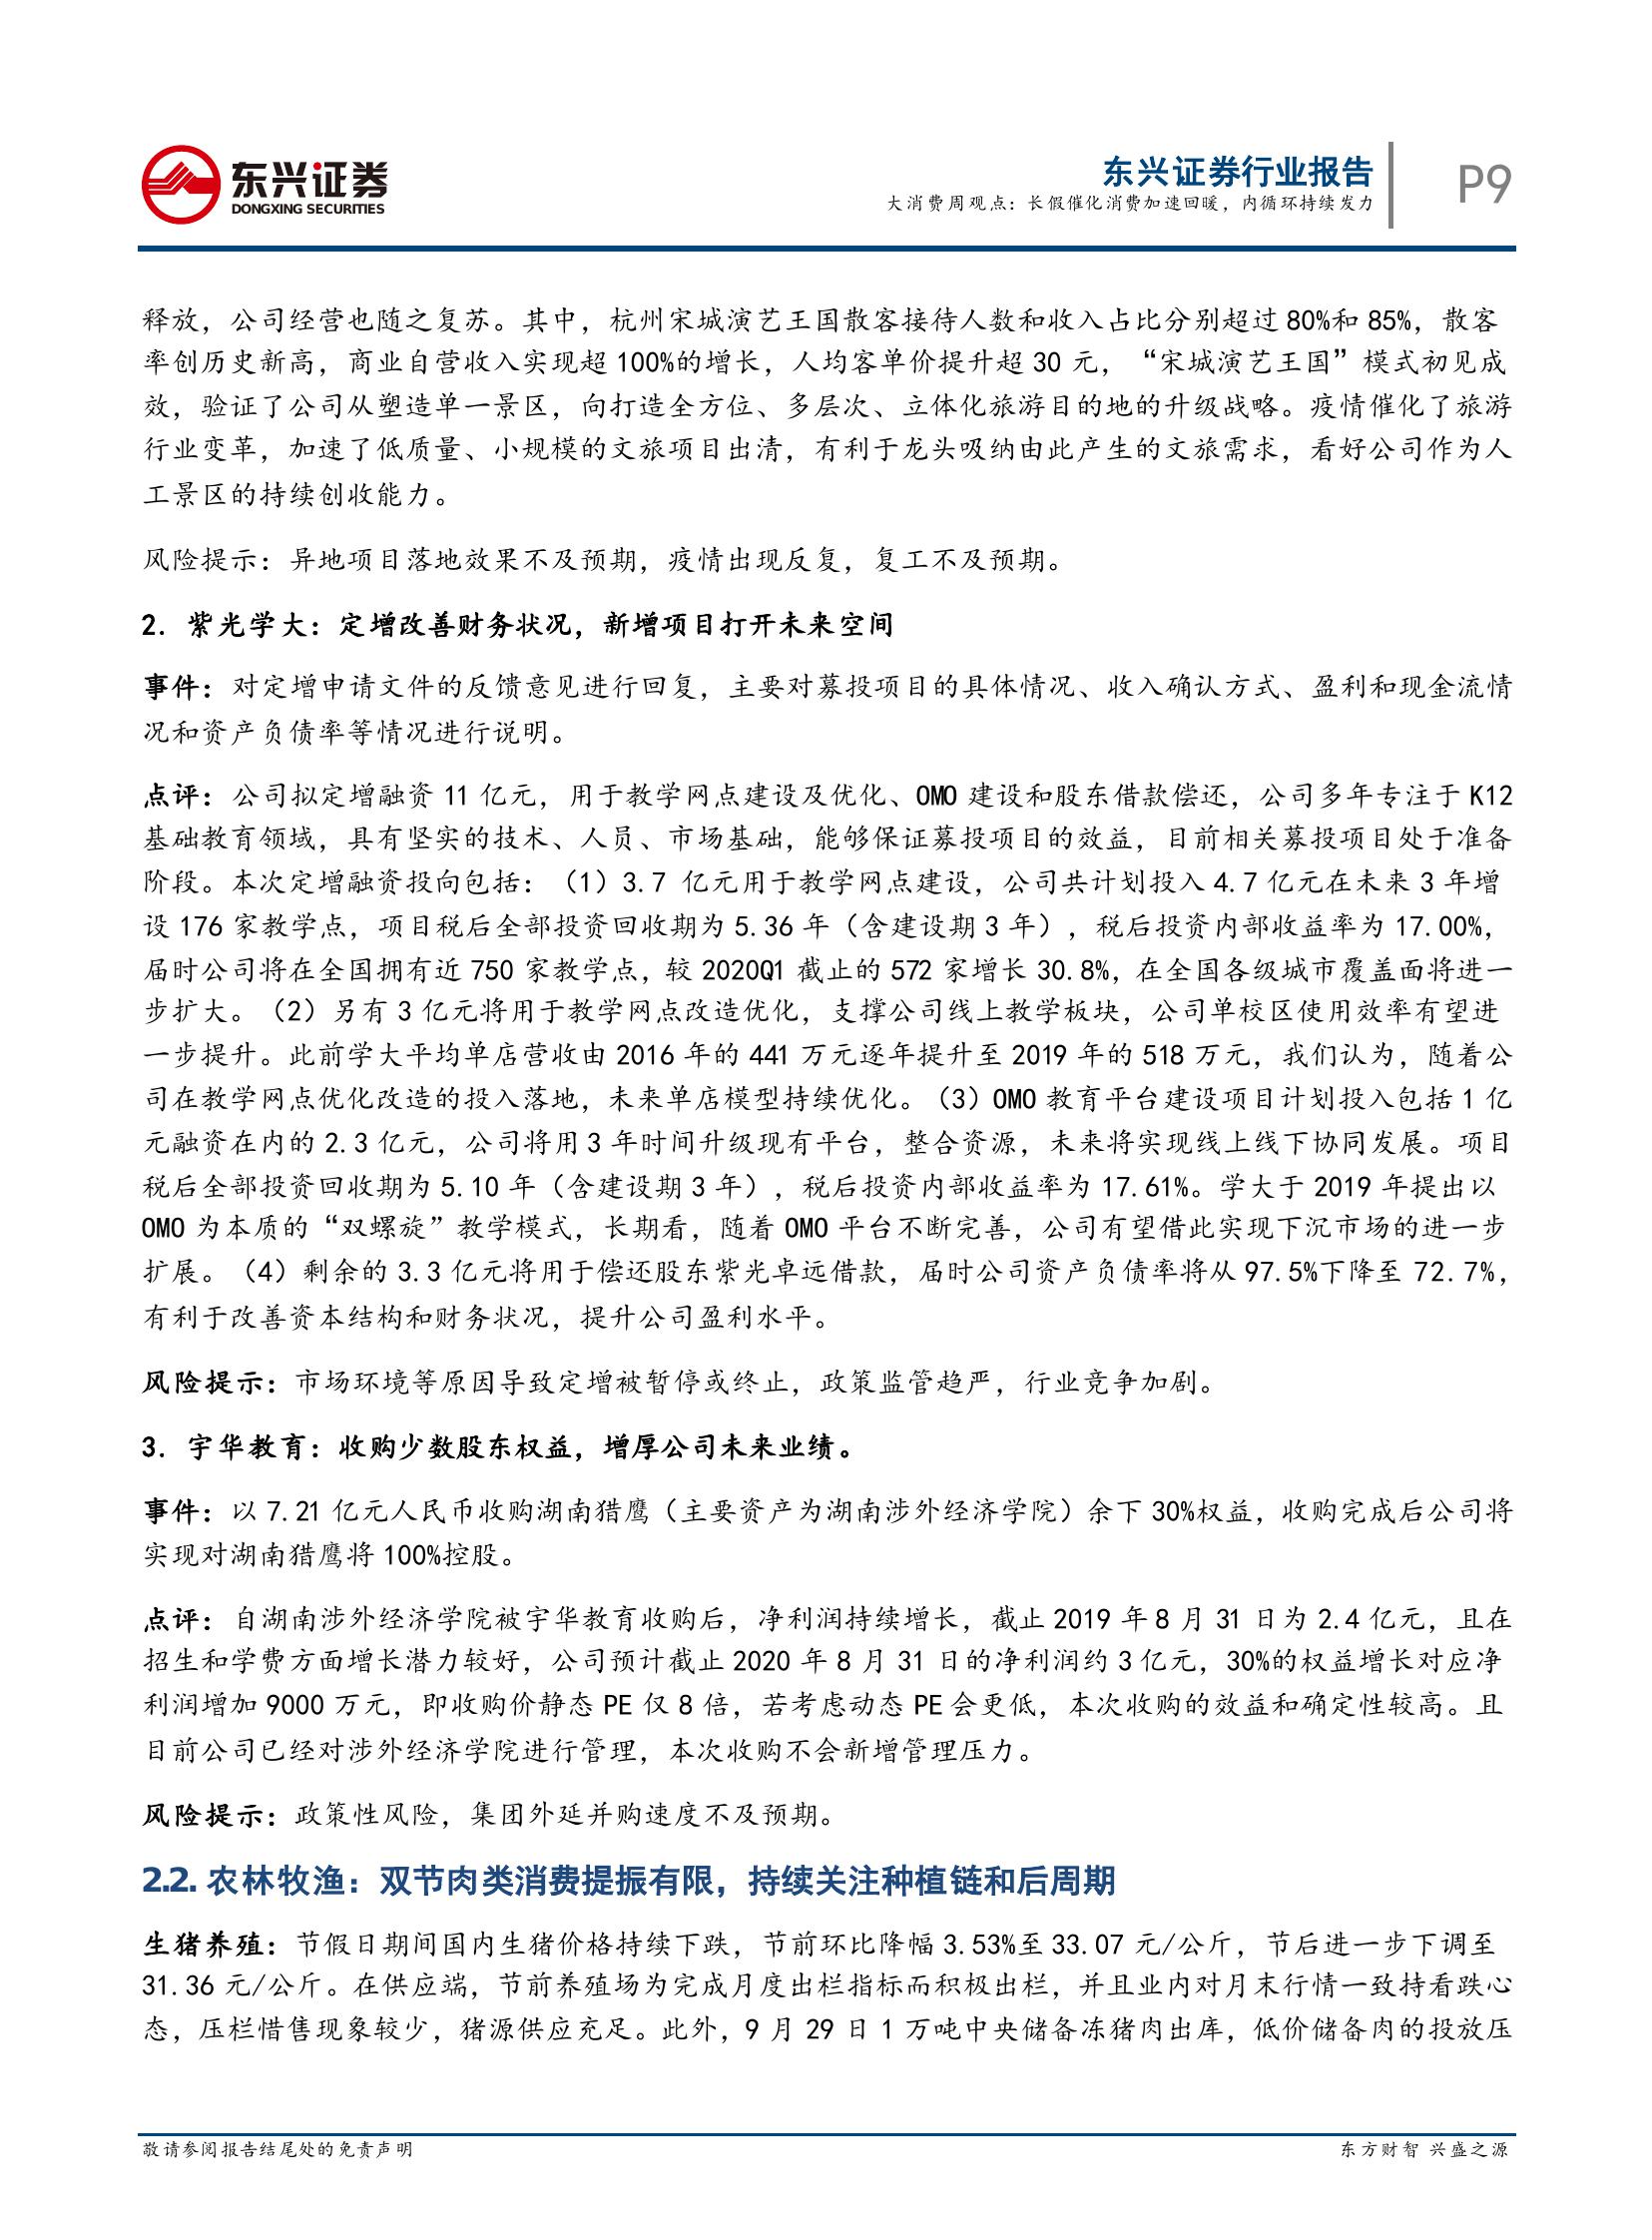 东兴证券
DONGXING SECURITIES
东兴证券行业报告
大消费周观点：长假催化消费加速回暖，内循环持续发力
P9
释放，公司经营也随之复苏。其中，杭州宋城演艺王国散客接待人数和收入占比分别超过 80%和 85%，散客
率创历史新高，商业自营收入实现超 100%的增长，人均客单价提升超 30 元，“宋城演艺王国”模式初见成
效，验证了公司从塑造单一景区，向打造全方位、多层次、立体化旅游目的地的升级战略。疫情催化了旅游
行业变革，加速了低质量、小规模的文旅项目出清，有利于龙头吸纳由此产生的文旅需求，看好公司作为人
工景区的持续创收能力。
风险提示：异地项目落地效果不及预期，疫情出现反复，复工不及预期。
2. 紫光学大：定增改善财务状况，新增项目打开未来空间
事件：对定增申请文件的反馈意见进行回复，主要对募投项目的具体情况、收入确认方式、盈利和现金流情
况和资产负债率等情况进行说明。
点评：公司拟定增融资 11 亿元，用于教学网点建设及优化、OMO 建设和股东借款偿还，公司多年专注于 K12
基础教育领域，具有坚实的技术、人员、市场基础，能够保证募投项目的效益，目前相关募投项目处于准备
阶段。本次定增融资投向包括：（1）3.7 亿元用于教学网点建设，公司共计划投入 4.7 亿元在未来 3 年增
设 176 家教学点，项目税后全部投资回收期为 5.36 年（含建设期 3 年），税后投资内部收益率为 17.00%，
届时公司将在全国拥有近 750 家教学点，较 2020Q1 截止的 572 家增长 30.8%，在全国各级城市覆盖面将进一
步扩大。（2）另有 3 亿元将用于教学网点改造优化，支撑公司线上教学板块，公司单校区使用效率有望进
一步提升。此前学大平均单店营收由 2016 年的 441 万元逐年提升至 2019 年的 518 万元，我们认为，随着公
司在教学网点优化改造的投入落地，未来单店模型持续优化。（3）OMO 教育平台建设项目计划投入包括 1 亿
元融资在内的 2.3 亿元，公司将用 3 年时间升级现有平台，整合资源，未来将实现线上线下协同发展。项目
税后全部投资回收期为 5.10 年（含建设期 3 年），税后投资内部收益率为 17.61%。学大于 2019 年提出以
OMO 为本质的“双螺旋”教学模式，长期看，随着 OMO 平台不断完善，公司有望借此实现下沉市场的进一步
扩展。（4）剩余的 3.3 亿元将用于偿还股东紫光卓远借款，届时公司资产负债率将从 97.5%下降至 72.7%，
有利于改善资本结构和财务状况，提升公司盈利水平。
风险提示：市场环境等原因导致定增被暂停或终止，政策监管趋严，行业竞争加剧。
3. 宇华教育：收购少数股东权益，增厚公司未来业绩。
事件：以 7.21 亿元人民币收购湖南猎鹰（主要资产为湖南涉外经济学院）余下 30%权益，收购完成后公司将
实现对湖南猎鹰将 100%控股。
点评：自湖南涉外经济学院被宇华教育收购后，净利润持续增长，截止 2019 年 8 月 31 日为 2.4 亿元，且在
招生和学费方面增长潜力较好，公司预计截止 2020 年 8 月 31 日的净利润约 3 亿元，30%的权益增长对应净
利润增加 9000 万元，即收购价静态 PE 仅 8 倍，若考虑动态 PE 会更低，本次收购的效益和确定性较高。且
目前公司已经对涉外经济学院进行管理，本次收购不会新增管理压力。
风险提示：政策性风险，集团外延并购速度不及预期。
2.2. 农林牧渔：双节肉类消费提振有限，持续关注种植链和后周期
生猪养殖：节假日期间国内生猪价格持续下跌，节前环比降幅 3.53%至 33.07 元/公斤，节后进一步下调至
31.36 元/公斤。在供应端，节前养殖场为完成月度出栏指标而积极出栏，并且业内对月末行情一致持看跌心
态，压栏惜售现象较少，猪源供应充足。此外，9 月 29 日 1 万吨中央储备冻猪肉出库，低价储备肉的投放压
敬请参阅报告结尾处的免责声明
东方财智 兴盛之源